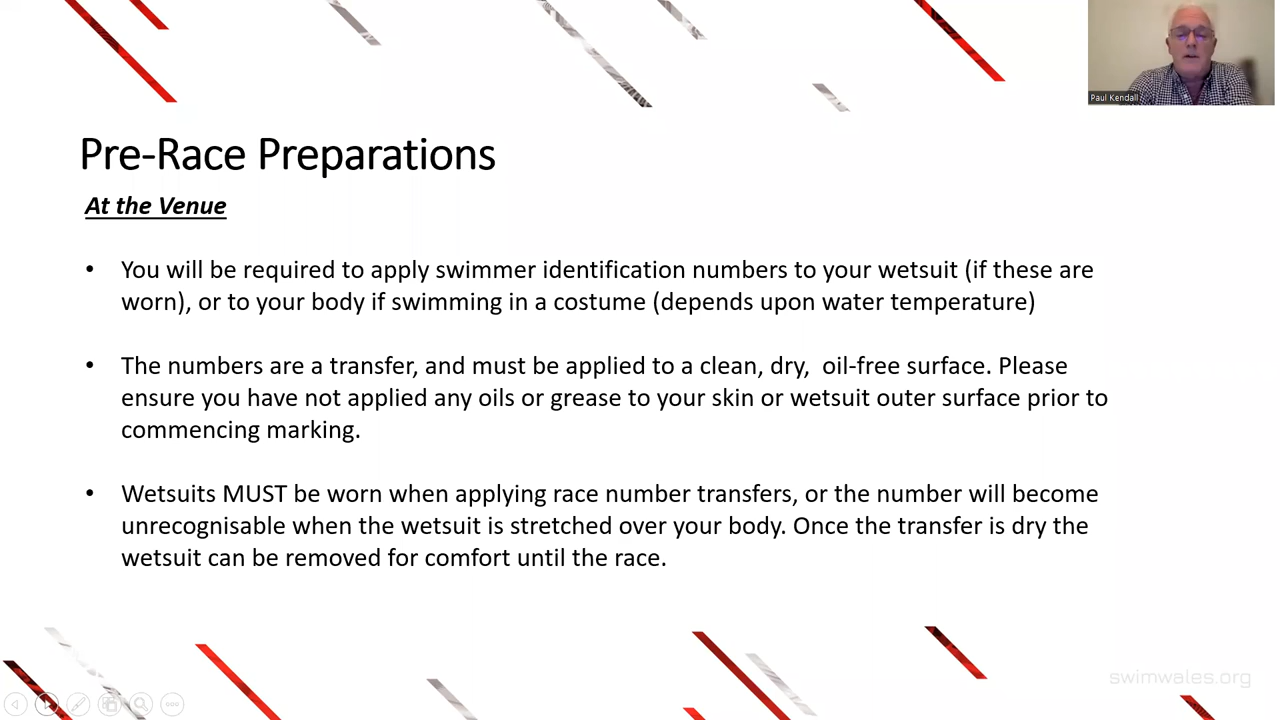 Paul Kendall
Pre-Race Preparations
At the Venue
• You will be required to apply swimmer identification numbers to your wetsuit (if these are
worn), or to your body if swimming in a costume (depends upon water temperature)
• The numbers are a transfer, and must be applied to a clean, dry,  oil-free surface. Please
ensure you have not applied any oils or grease to your skin or wetsuit outer surface prior to
commencing marking.
• Wetsuits MUST be worn when applying race number transfers, or the number will become
unrecognisable when the wetsuit is stretched over your body. Once the transfer is dry the
wetsuit can be removed for comfort until the race.
swimwales.org